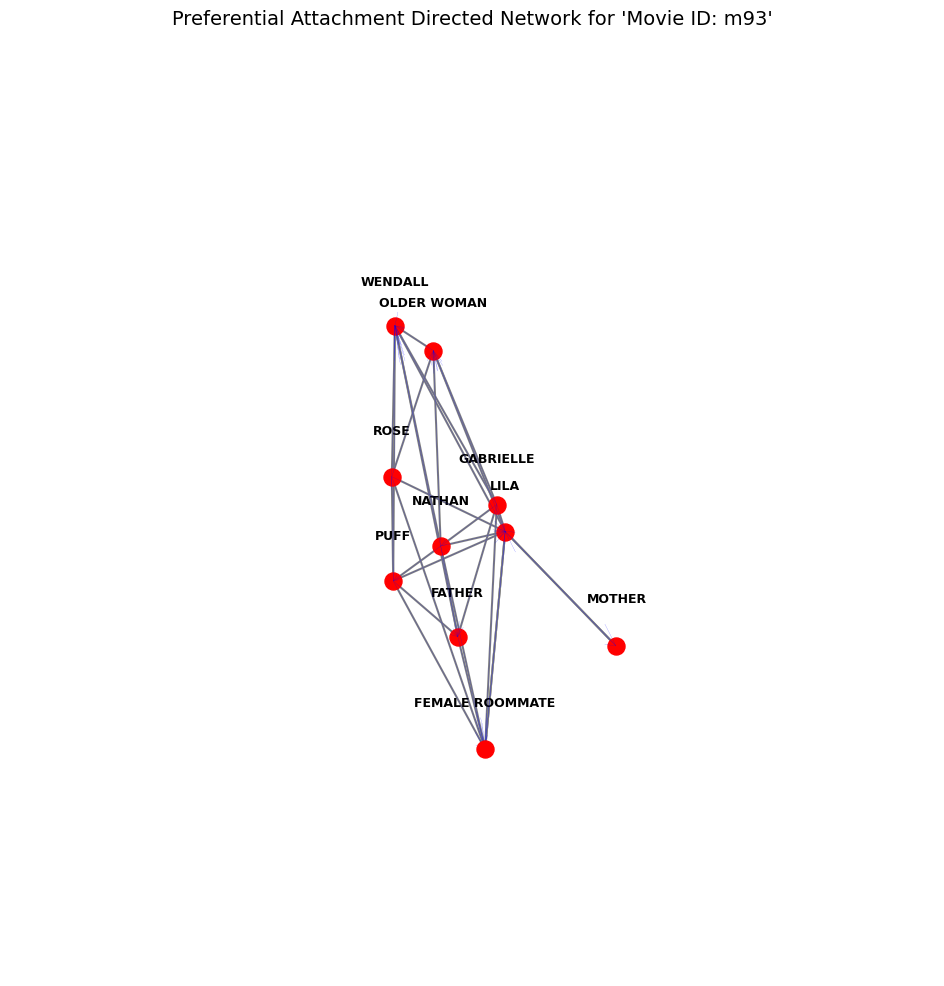 Preferential Attachment Directed Network for 'Movie ID: m93'
WENDALL
OLDER WOMAN
ROSE
GABRIELLE
LILA
NATHAN
PUFF
FATHER
MOTHER
FEMALE ROOMMATE